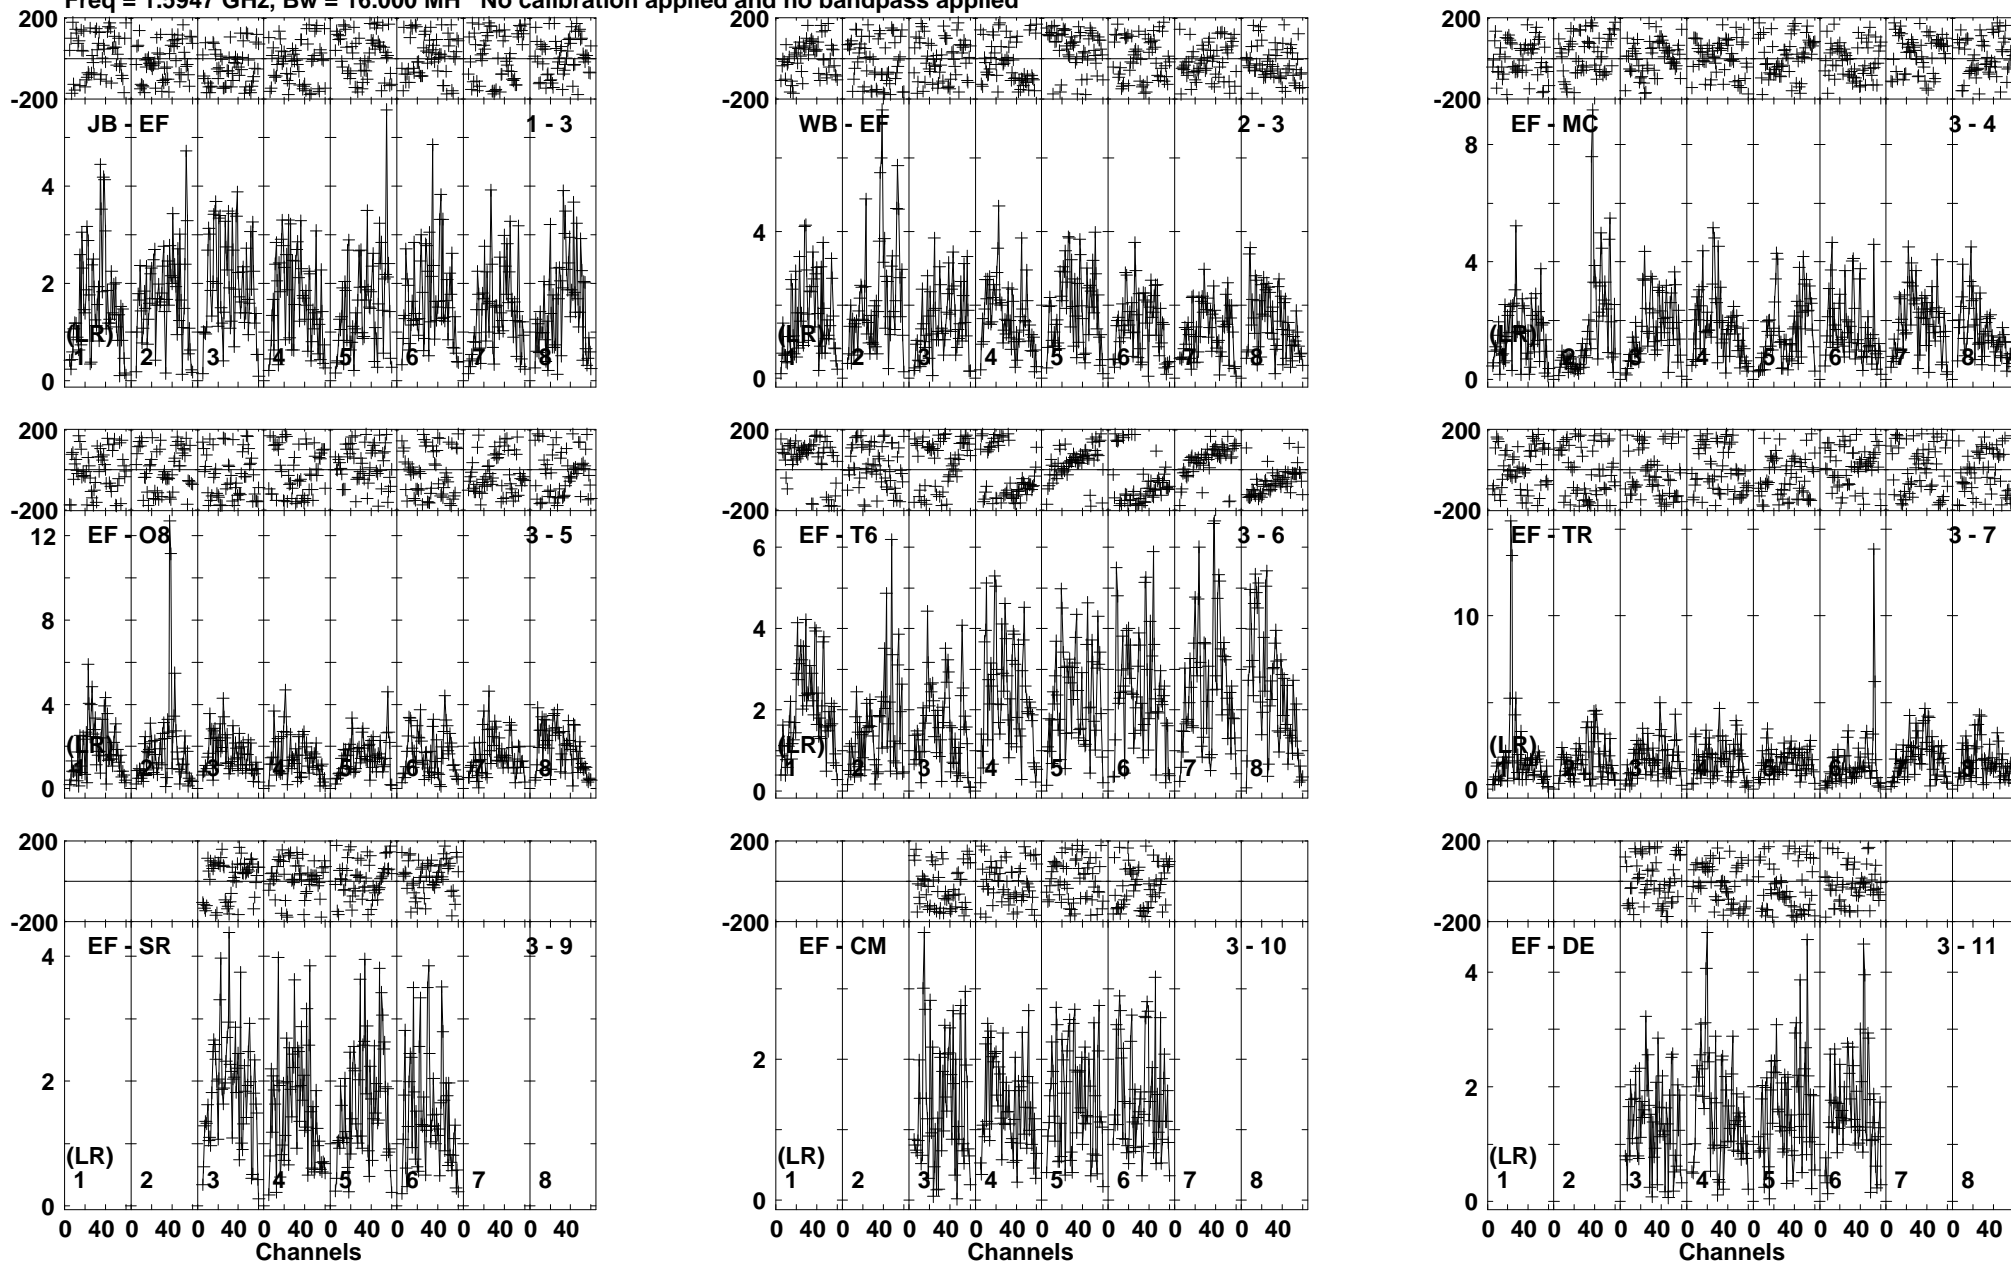 Freq = 1.5947 GHz, Bw = 16.000 MH No calibration applied and no bandpass applied
200 200 200
-200 -200 -200
JB - EF 1 - 3 WB - EF 2 - 3 EF - MC 3 - 4
4 4 8
2 4
0 0 0
(LR) (LR) (LR)
1 2 3 4 5 6 7 8 1 2 3 4 5 6 7 8 1 2 3 4 5 6 7 8
200 200 200
-200 -200 -200
EF - O8 3 - 5 EF - T6 3 - 6 EF - TR 3 - 7
12 6 10
8 4
4 2
0 0 0
(LR) (LR) (LR)
1 2 3 4 5 6 7 8 1 2 3 4 5 6 7 8 1 2 3 4 5 6 7 8
200 200 200
-200 -200 -200
EF - SR 3 - 9 EF - CM 3 - 10 EF - DE 3 - 11
4 2 4
2 2
0 0 0
(LR) (LR) (LR)
1 2 3 4 5 6 7 8 1 2 3 4 5 6 7 8 1 2 3 4 5 6 7 8
0 40 0 40 0 40 0 40 0 40 0 40 0 40 0 40 0 40 0 40 0 40 0 40 0 40 0 40 0 40 0 40 0 40 0 40 0 40 0 40 0 40 0 40 0 40 0 40
Channels Channels Channels